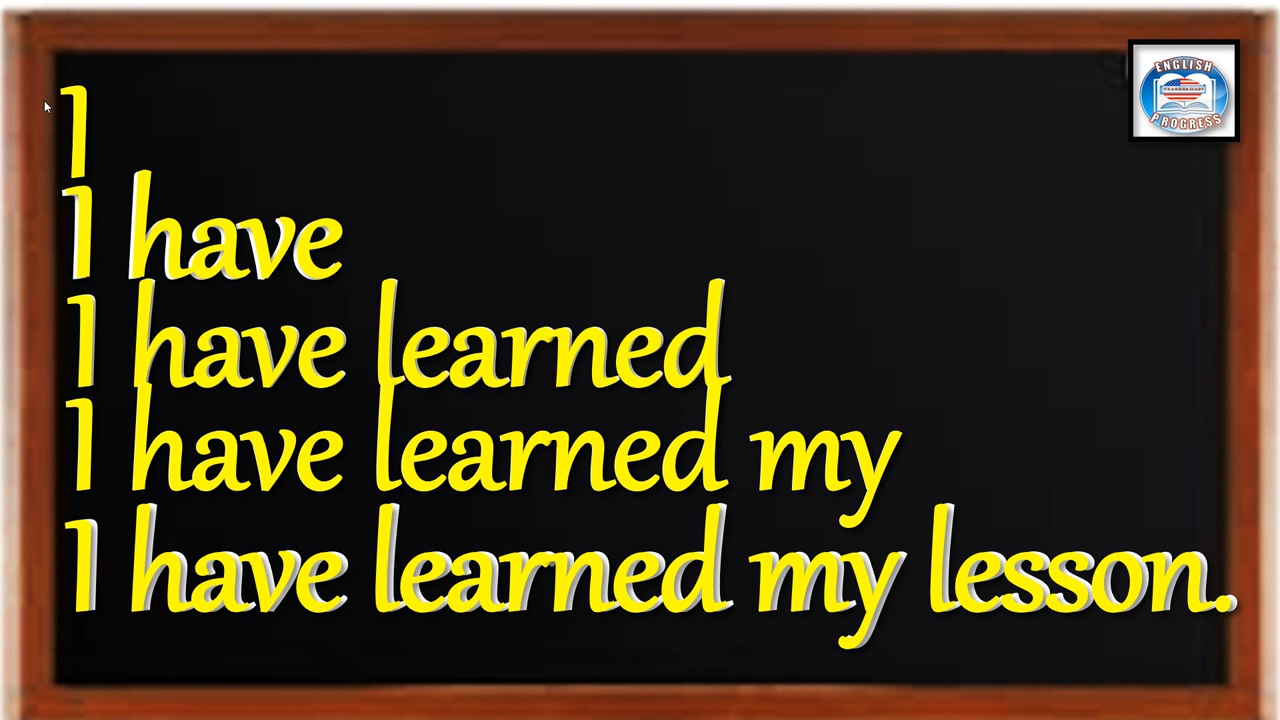 I
I have
I have learned
I have learned my
I have learned my lesson.
ENGLISH
PROGRESS